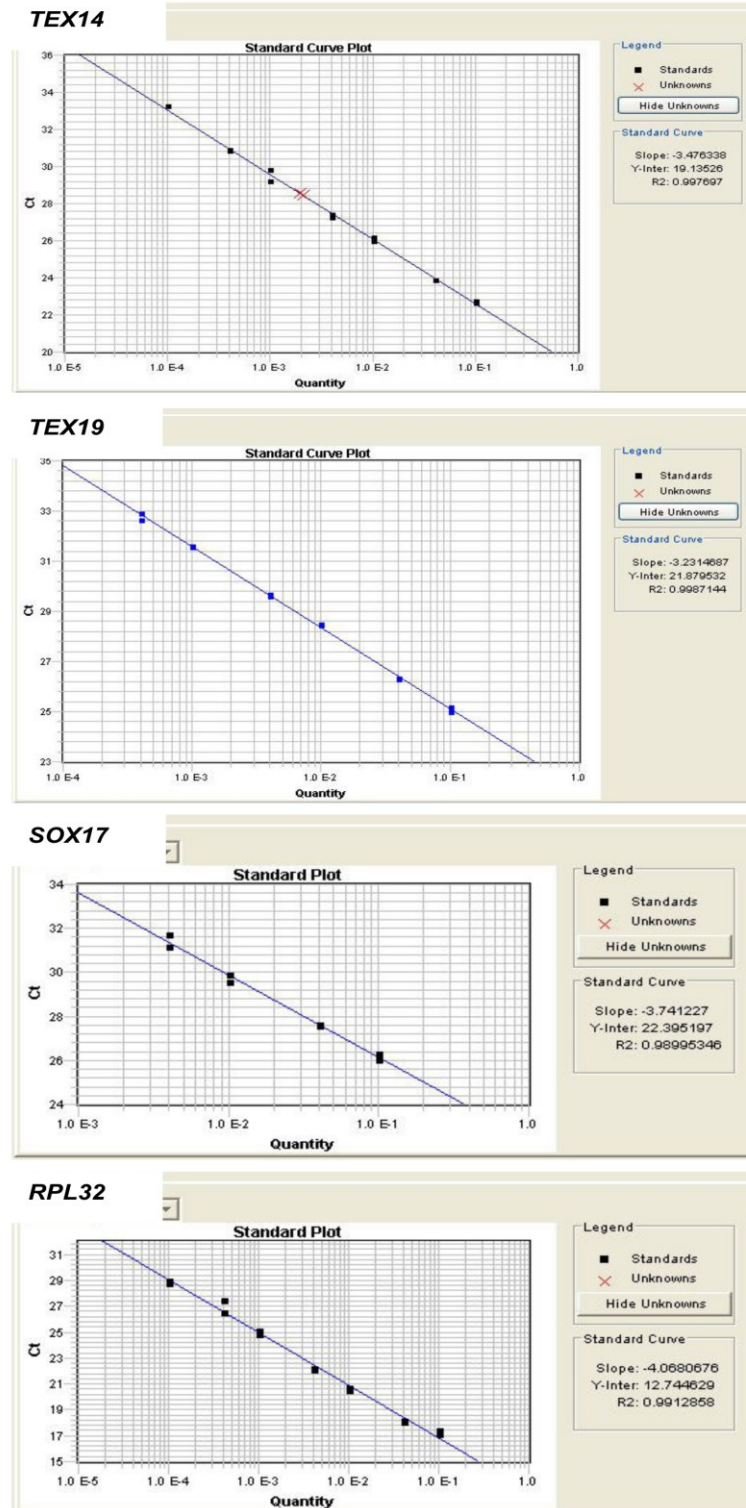 TEX14
Standard Curve Plot
36
34
32
30
28
26
24
22
20
Ct
1.0 E-5 1.0 E-4 1.0 E-3 1.0 E-2 1.0 E-1 1.0
Quantity
Legend
Standards
Unknowns
Hide Unknowns
Standard Curve
Slope: -3.476338
Y-Inter: 19.13526
R2: 0.997697
TEX19
Standard Curve Plot
35
33
31
29
27
25
23
Ct
1.0 E-4 1.0 E-3 1.0 E-2 1.0 E-1 1.0
Quantity
Legend
Standards
Unknowns
Hide Unknowns
Standard Curve
Slope: -3.2314687
Y-Inter: 21.879532
R2: 0.9987144
SOX17
Standard Plot
34
32
30
28
26
24
Ct
1.0 E-3 1.0 E-2 1.0 E-1 1.0
Quantity
Legend
Standards
Unknowns
Hide Unknowns
Standard Curve
Slope: -3.741227
Y-Inter: 22.395197
R2: 0.98995346
RPL32
Standard Plot
31
29
27
25
23
21
19
17
15
Ct
1.0 E-5 1.0 E-4 1.0 E-3 1.0 E-2 1.0 E-1 1.0
Quantity
Legend
Standards
Unknowns
Hide Unknowns
Standard Curve
Slope: -4.0680676
Y-Inter: 12.744629
R2: 0.9912858